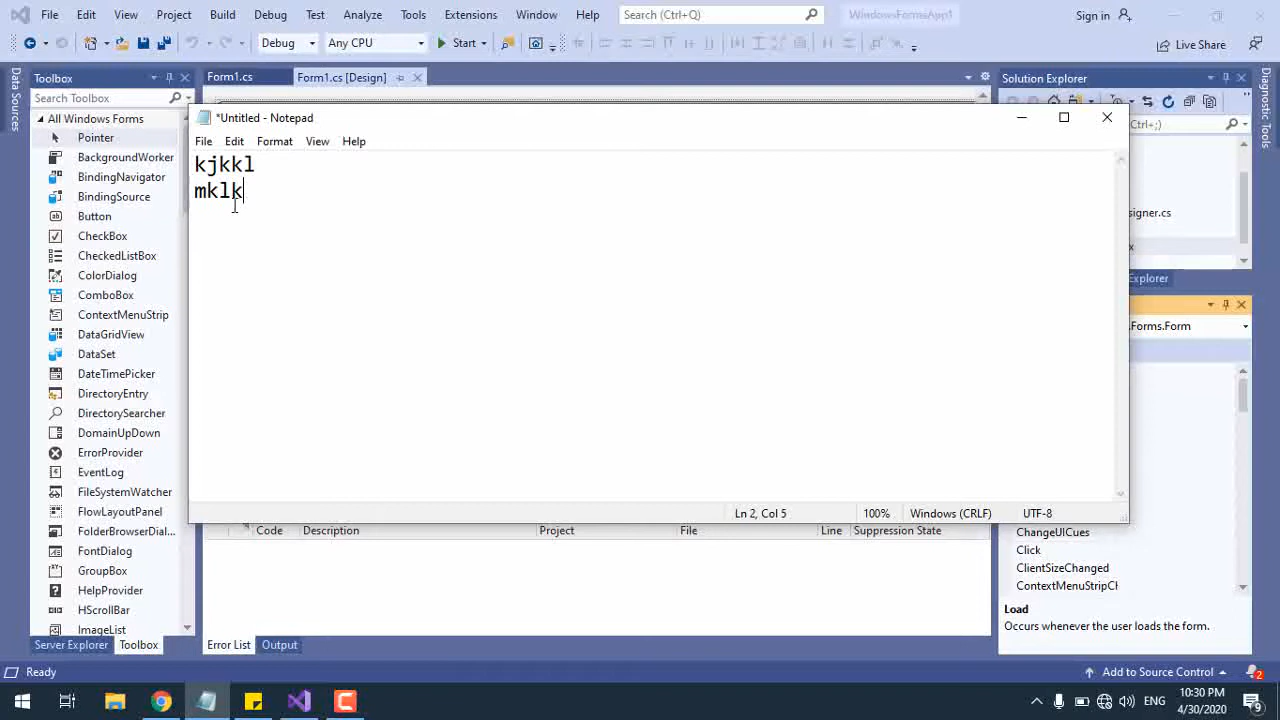 File Edit View Project Build Debug Test Analyze Tools Extensions Window Help Search (Ctrl+Q) WindowsFormsApp1 Sign in
Debug Any CPU Start Live Share
Data Sources
Toolbox
Search Toolbox
All Windows Forms
Pointer
BackgroundWorker
BindingNavigator
BindingSource
Button
CheckBox
CheckedListBox
ColorDialog
ComboBox
ContextMenuStrip
DataGridView
DataSet
DateTimePicker
DirectoryEntry
DirectorySearcher
DomainUpDown
ErrorProvider
EventLog
FileSystemWatcher
FlowLayoutPanel
FolderBrowserDial...
FontDialog
GroupBox
HelpProvider
HScrollBar
ImageList
Server Explorer Toolbox
Form1.cs Form1.cs [Design]
*Untitled - Notepad
File Edit Format View Help
kjkkl
mklk
Ln 2, Col 5 100% Windows (CRLF) UTF-8
Code Description Project File Line Suppression State
Error List Output
Solution Explorer
Ctrl+;)
signer.cs
Explorer
.Forms.Form
ChangeUICues
Click
ClientSizeChanged
ContextMenuStripCh
Load
Occurs whenever the user loads the form.
Diagnostic Tools
Ready Add to Source Control 2
ENG 10:30 PM
4/30/2020 9